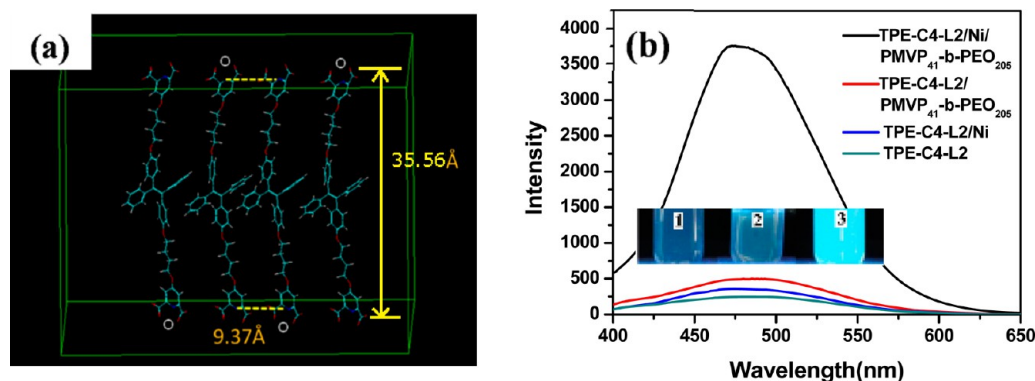 (a)
35.56Å
9.37Å
(b)
TPE-C4-L2/Ni/
PMVP₄₁-b-PEO₂₀₅
TPE-C4-L2/
PMVP₄₁-b-PEO₂₀₅
TPE-C4-L2/Ni
TPE-C4-L2
Intensity
4000
3500
3000
2500
2000
1500
1000
500
0
1 2 3
400 450 500 550 600 650
Wavelength(nm)